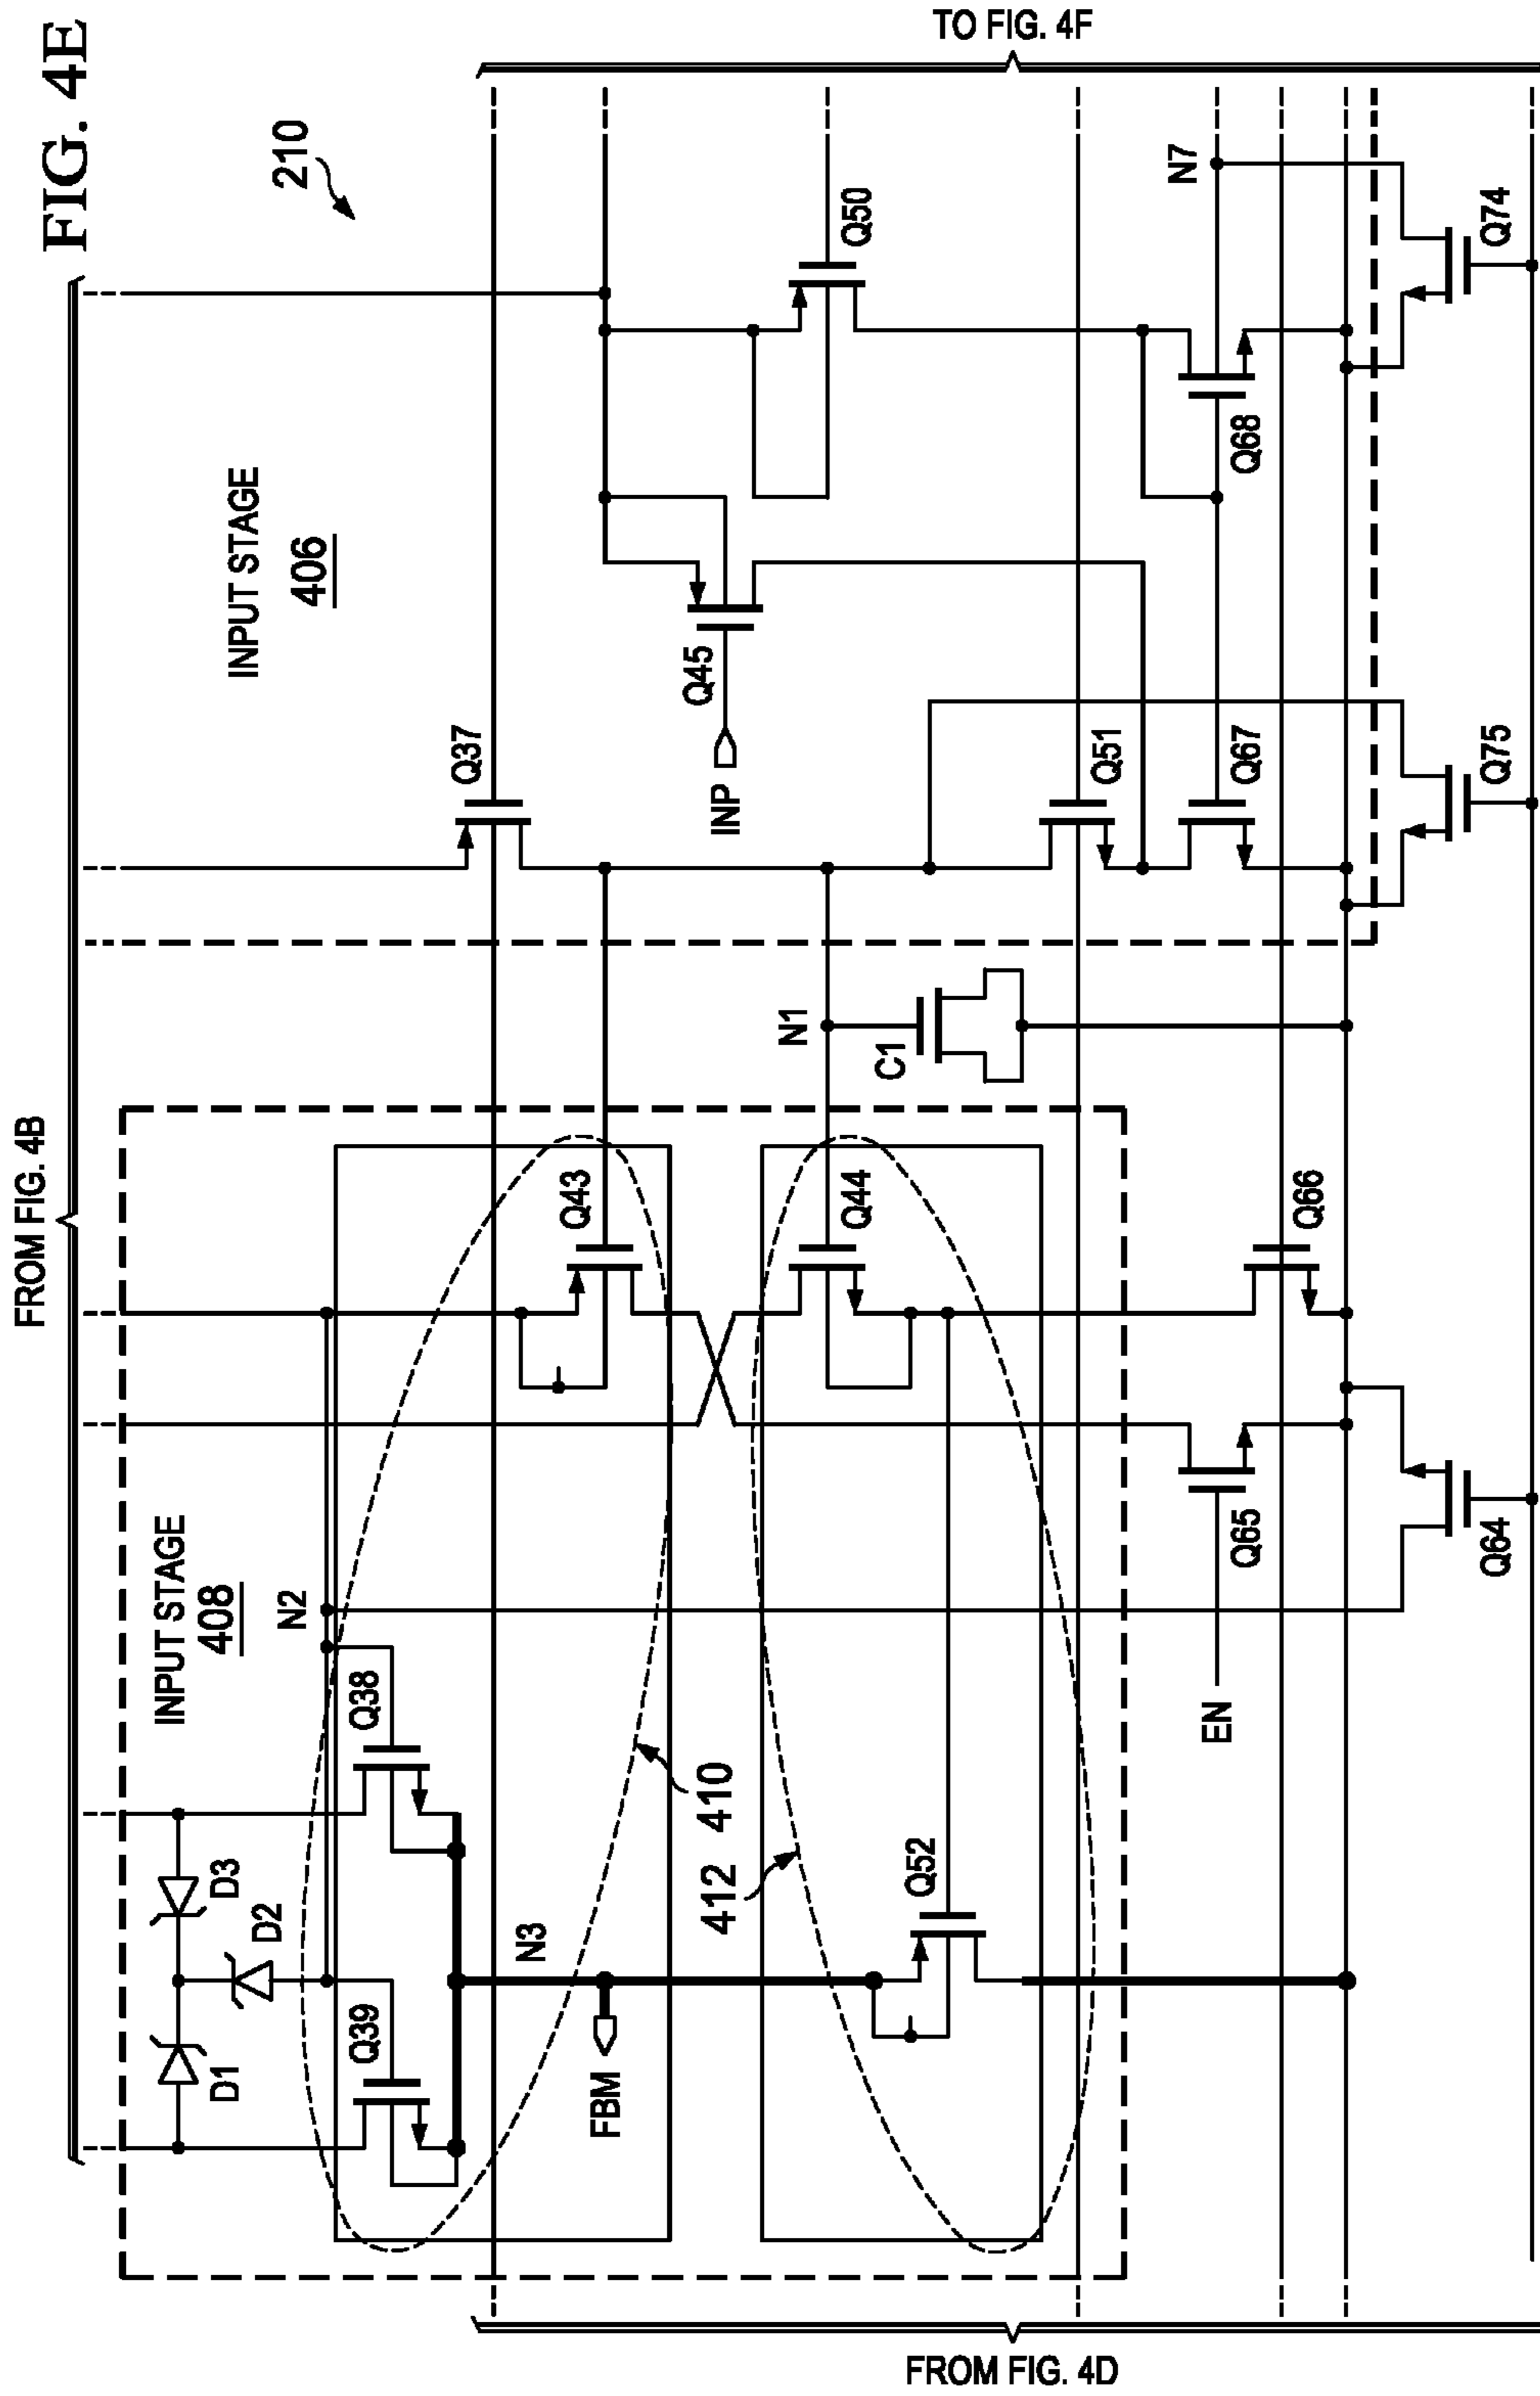 FIG. 4E
FROM FIG. 4B
210
INPUT STAGE
408
INPUT STAGE
406
D1
D3
D2
N2
Q39
Q38
Q37
N3
FBM
Q43
Q45
INP
410
412
N1
Q44
Q50
C1
Q52
Q51
EN
Q65
Q66
Q67
Q68
N7
Q64
Q75
Q74
FROM FIG. 4D
TO FIG. 4F